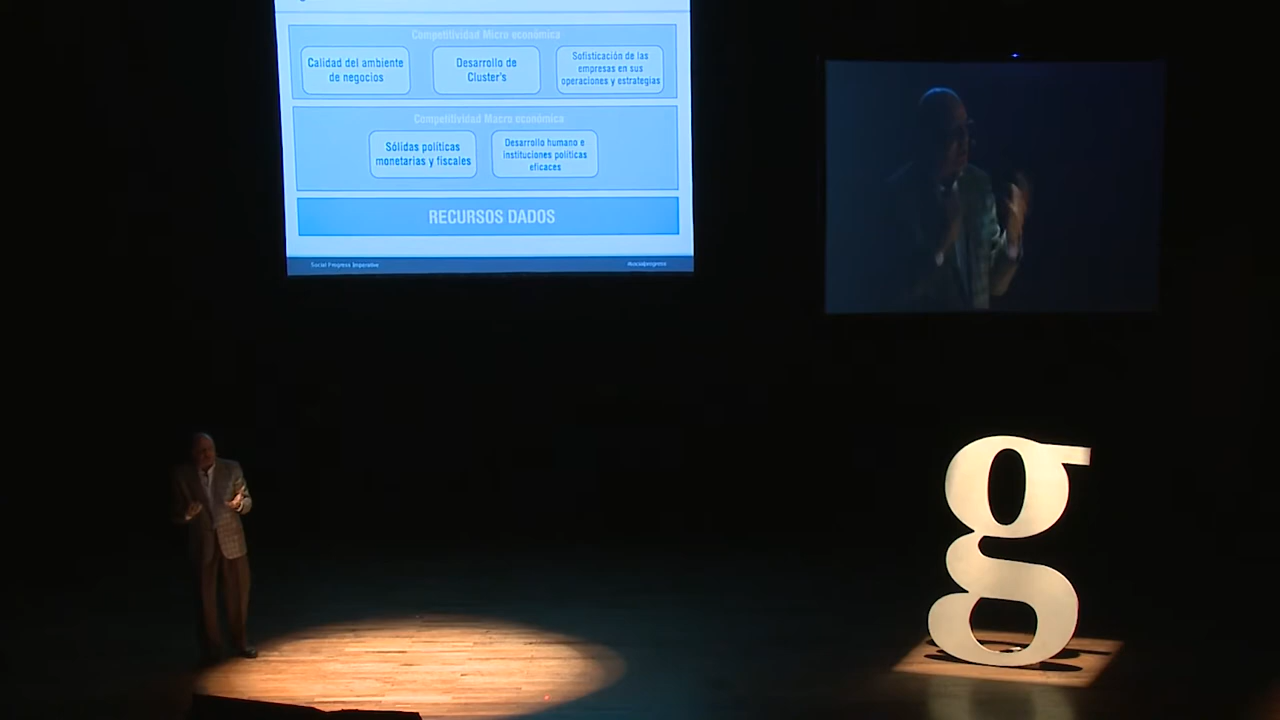 Competitividad Micro económica
Calidad del ambiente
de negocios
Desarrollo de
Cluster's
Sofisticación de las
empresas en sus
operaciones y estrategias
Competitividad Macro económica
Sólidas políticas
monetarias y fiscales
Desarrollo humano e
instituciones políticas
eficaces
RECURSOS DADOS
Social Progress Imperative
#socialprogress
g